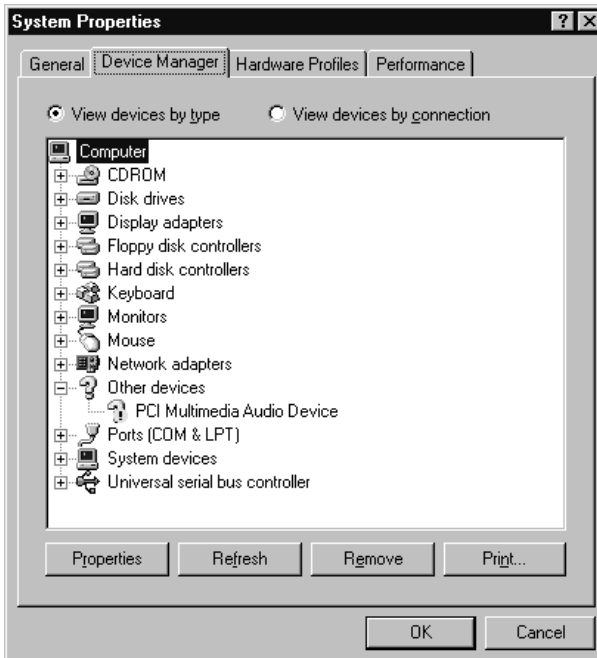 System Properties
General Device Manager Hardware Profiles Performance
View devices by type View devices by connection
Computer
CDROM
Disk drives
Display adapters
Floppy disk controllers
Hard disk controllers
Keyboard
Monitors
Mouse
Network adapters
Other devices
PCI Multimedia Audio Device
Ports (COM & LPT)
System devices
Universal serial bus controller
Properties Refresh Remove Print...
OK Cancel